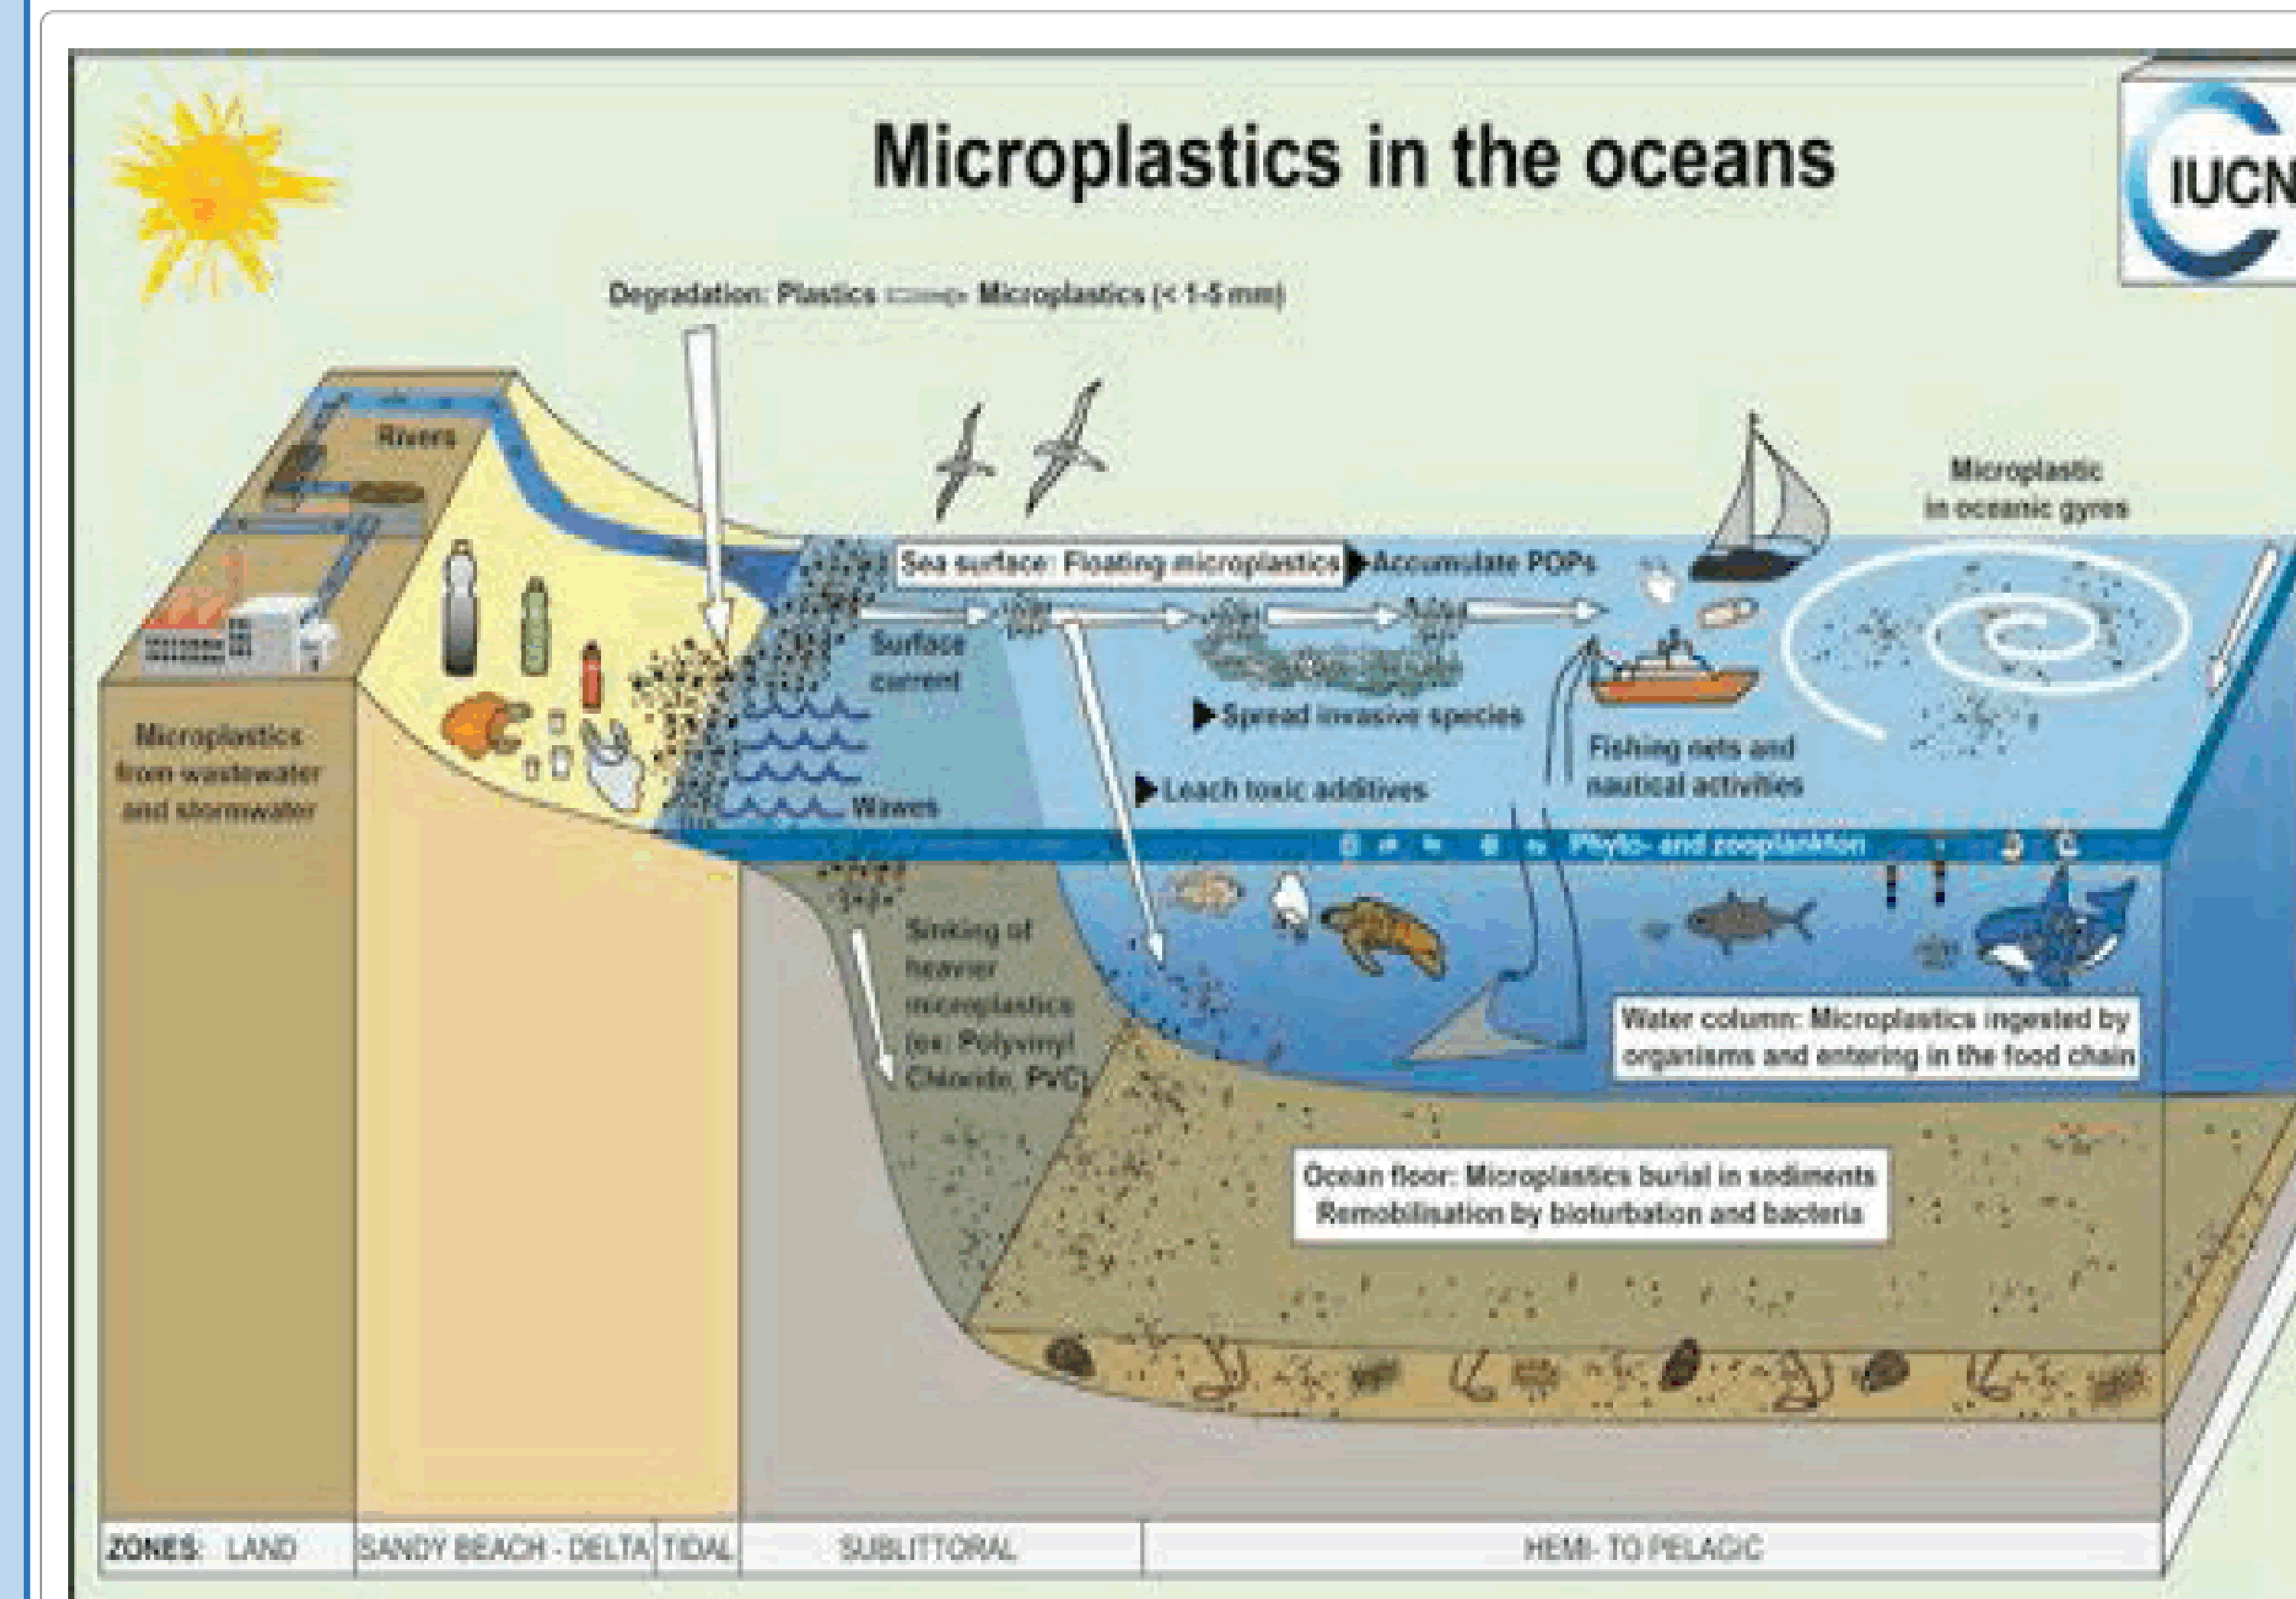 Microplastics in the oceans
IUCN
Degradation: Plastics Microplastics (< 1-5 mm)
Rivers
Microplastic
in oceanic gyres
Sea surface: Floating microplastics
Accumulate POPs
Surface
current
Spread invasive species
Fishing nets and
nautical activities
Leach toxic additives
Wawes
Microplastics
from wastewater
and stormwater
Phyto- and zooplankton
Sinking of
heavier
microplastics
(ex: Polyvinyl
Chloride, PVC)
Water column: Microplastics ingested by
organisms and entering in the food chain
Ocean floor: Microplastics burial in sediments
Remobilisation by bioturbation and bacteria
ZONES: LAND
SANDY BEACH - DELTA
TIDAL
SUBLITTORAL
HEMI- TO PELAGIC